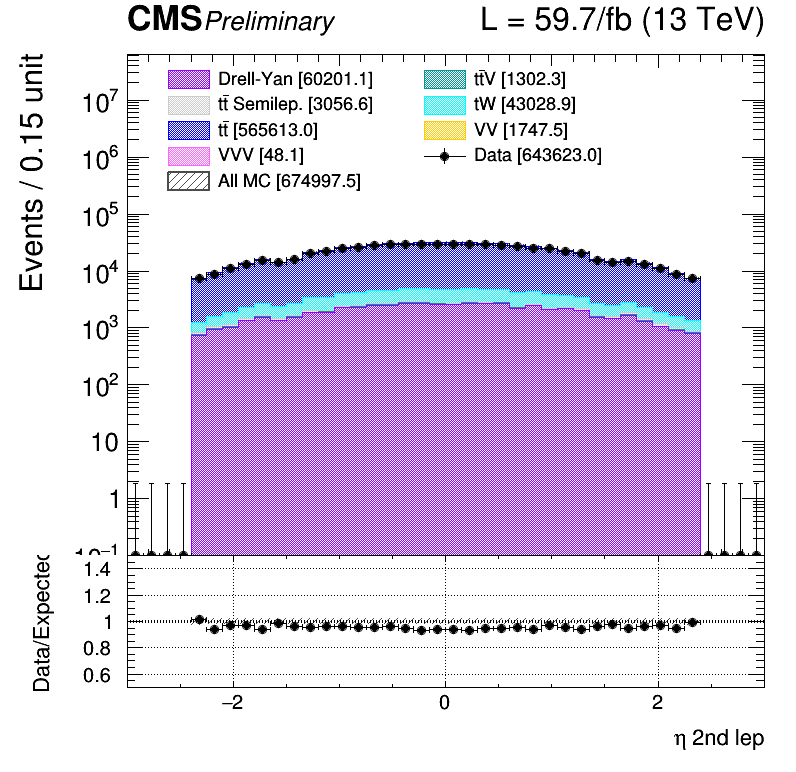 CMS Preliminary L = 59.7/fb (13 TeV)
Events / 0.15 unit
Drell-Yan [60201.1]
tt̄ Semilep. [3056.6]
tt̄ [565613.0]
VVV [48.1]
All MC [674997.5]
tt̄V [1302.3]
tW [43028.9]
VV [1747.5]
Data [643623.0]
10⁷
10⁶
10⁵
10⁴
10³
10²
10
1
10⁻¹
Data/Expected
1.4
1.2
1
0.8
0.6
−2 0 2
η 2nd lep